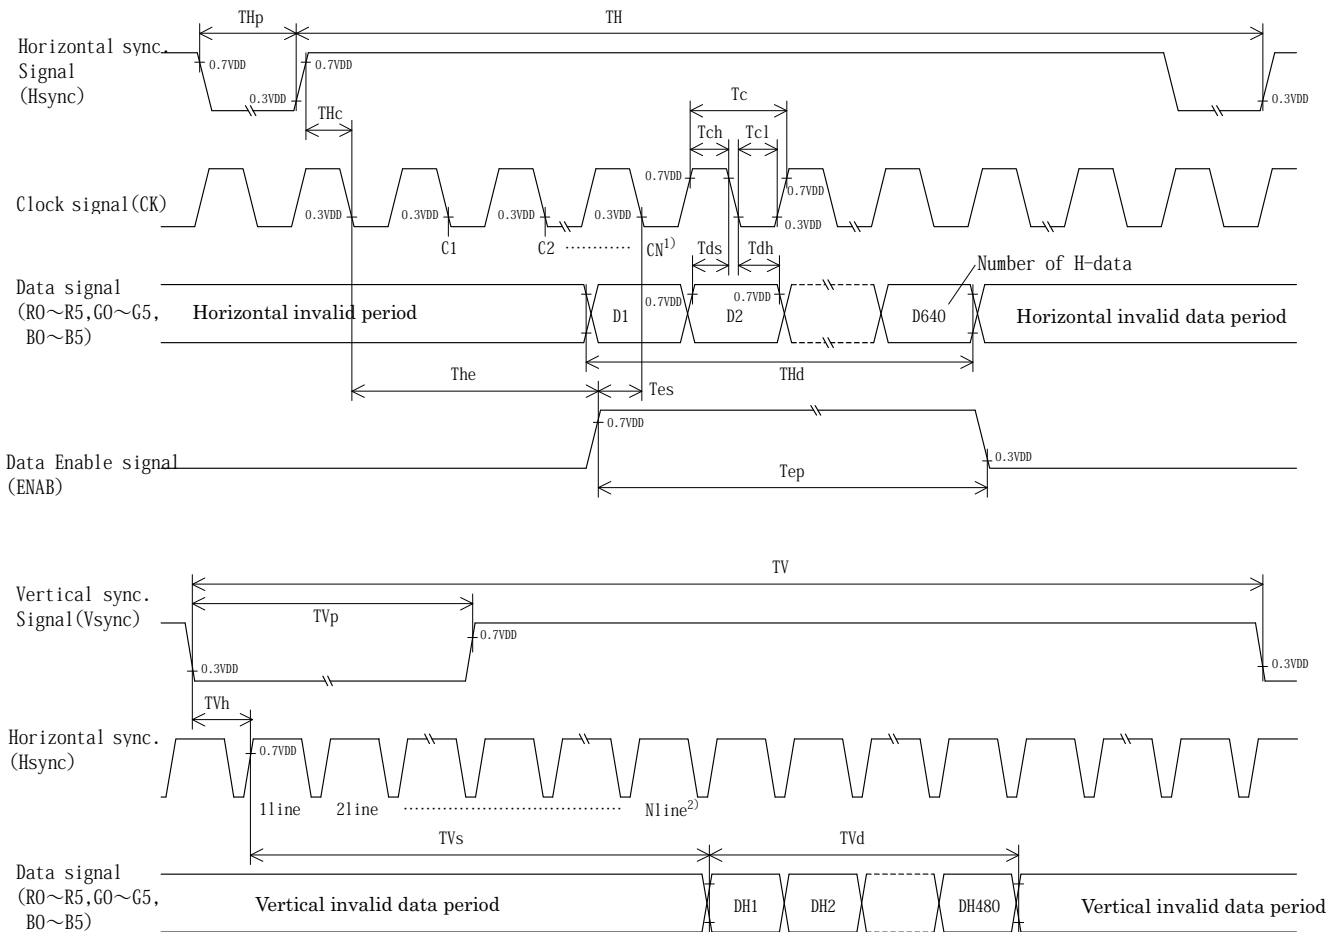 THp TH
Horizontal sync.
Signal
(Hsync)
0.7VDD 0.7VDD
0.3VDD 0.3VDD
THc Tc
Tch Tcl
Clock signal(CK)
0.7VDD 0.7VDD
0.3VDD 0.3VDD 0.3VDD 0.3VDD 0.3VDD
C1 C2 ............ CN1)
Tds Tdh
Number of H-data
Data signal
(R0～R5,G0～G5,
B0～B5)
Horizontal invalid period D1 0.7VDD D2 0.7VDD D640 Horizontal invalid data period
THd
The Tes
0.7VDD
Data Enable signal
(ENAB)
Tep 0.3VDD
TV
Vertical sync.
Signal(Vsync)
TVp
0.7VDD
0.3VDD 0.3VDD
TVh
Horizontal sync.
(Hsync)
0.7VDD
1line 2line ........................................ Nline2)
TVs TVd
Data signal
(R0～R5,G0～G5,
B0～B5)
Vertical invalid data period DH1 DH2 DH480 Vertical invalid data period